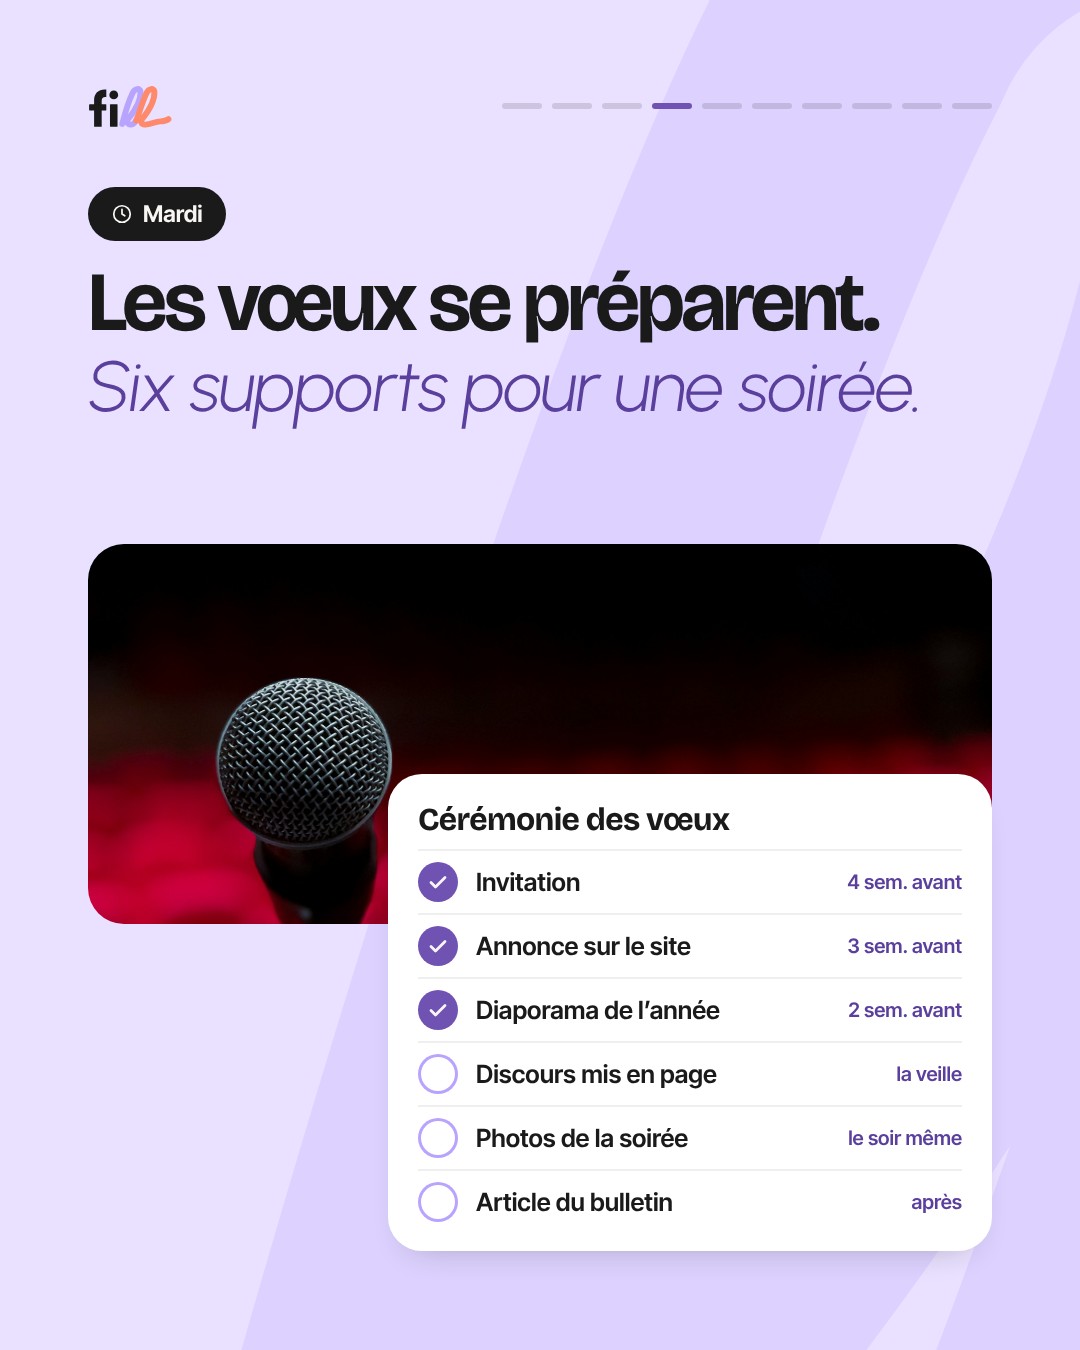 fill
Mardi
Les vœux se préparent.
Six supports pour une soirée.
Cérémonie des vœux
Invitation 4 sem. avant
Annonce sur le site 3 sem. avant
Diaporama de l’année 2 sem. avant
Discours mis en page la veille
Photos de la soirée le soir même
Article du bulletin après